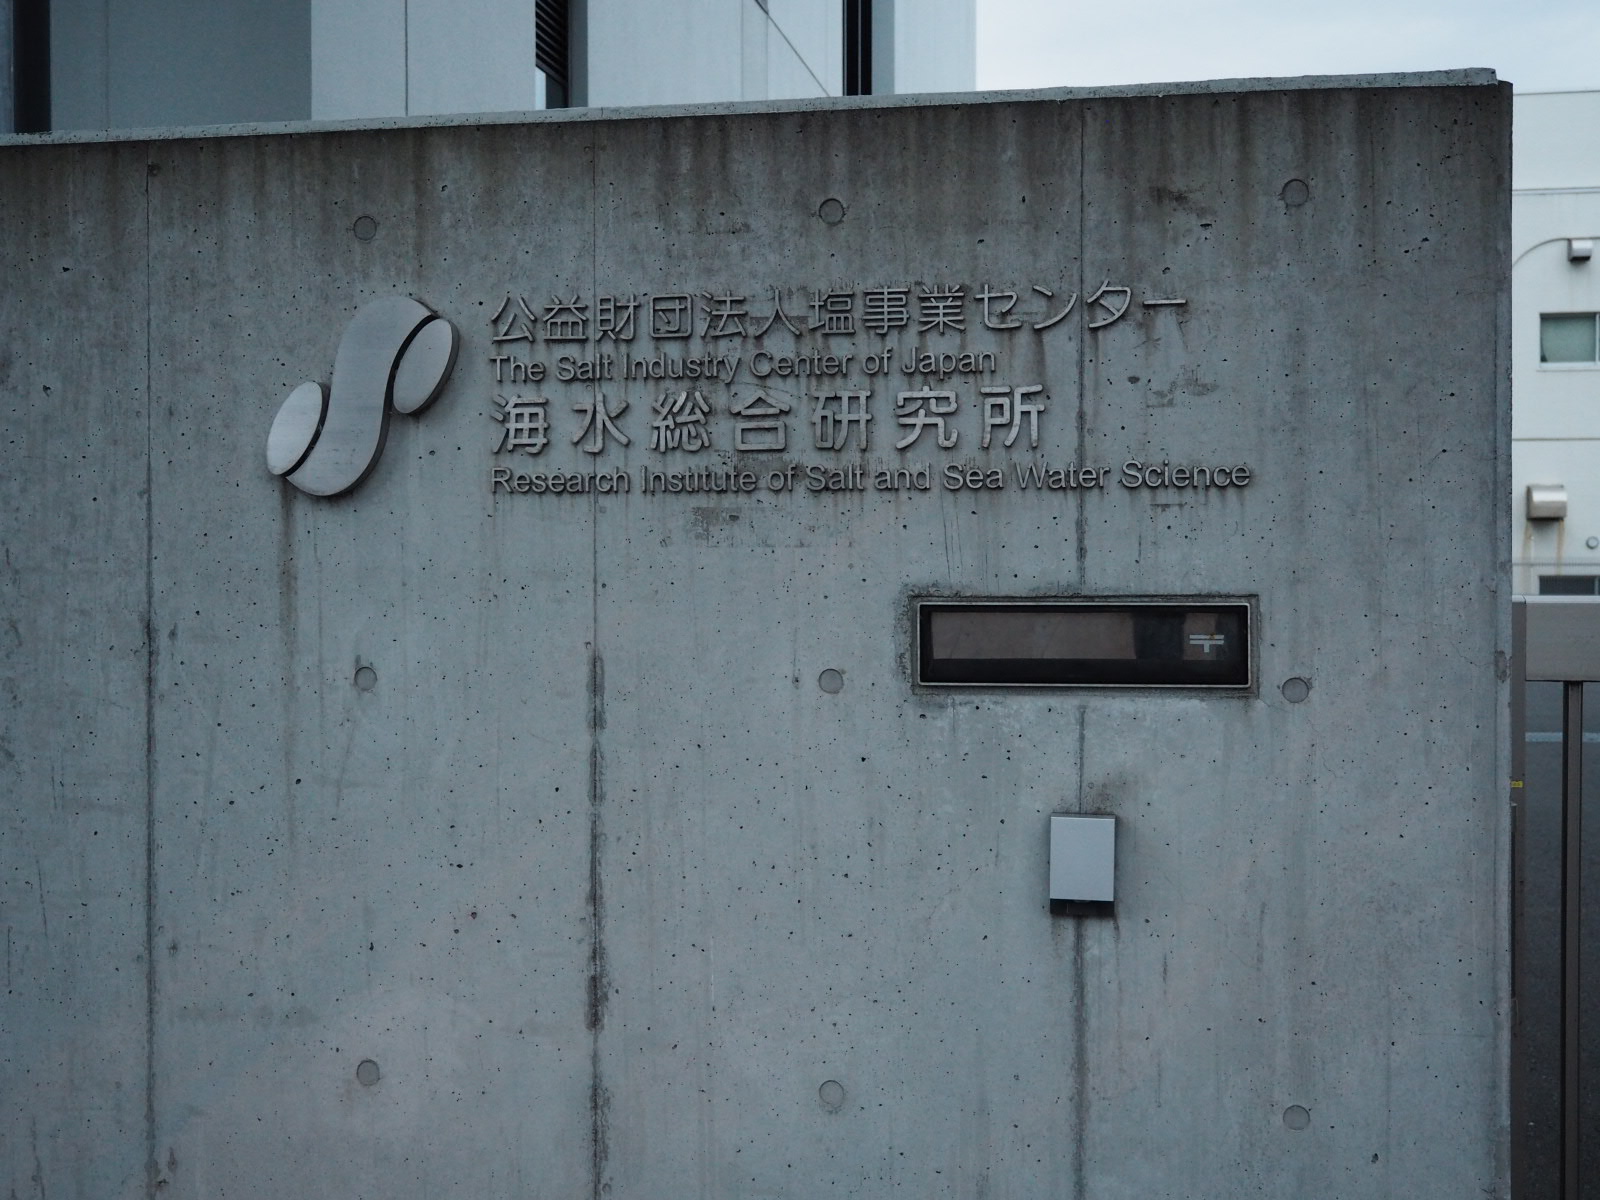 公益財団法人塩事業センター
The Salt Industry Center of Japan
海水総合研究所
Research Institute of Salt and Sea Water Science
〒